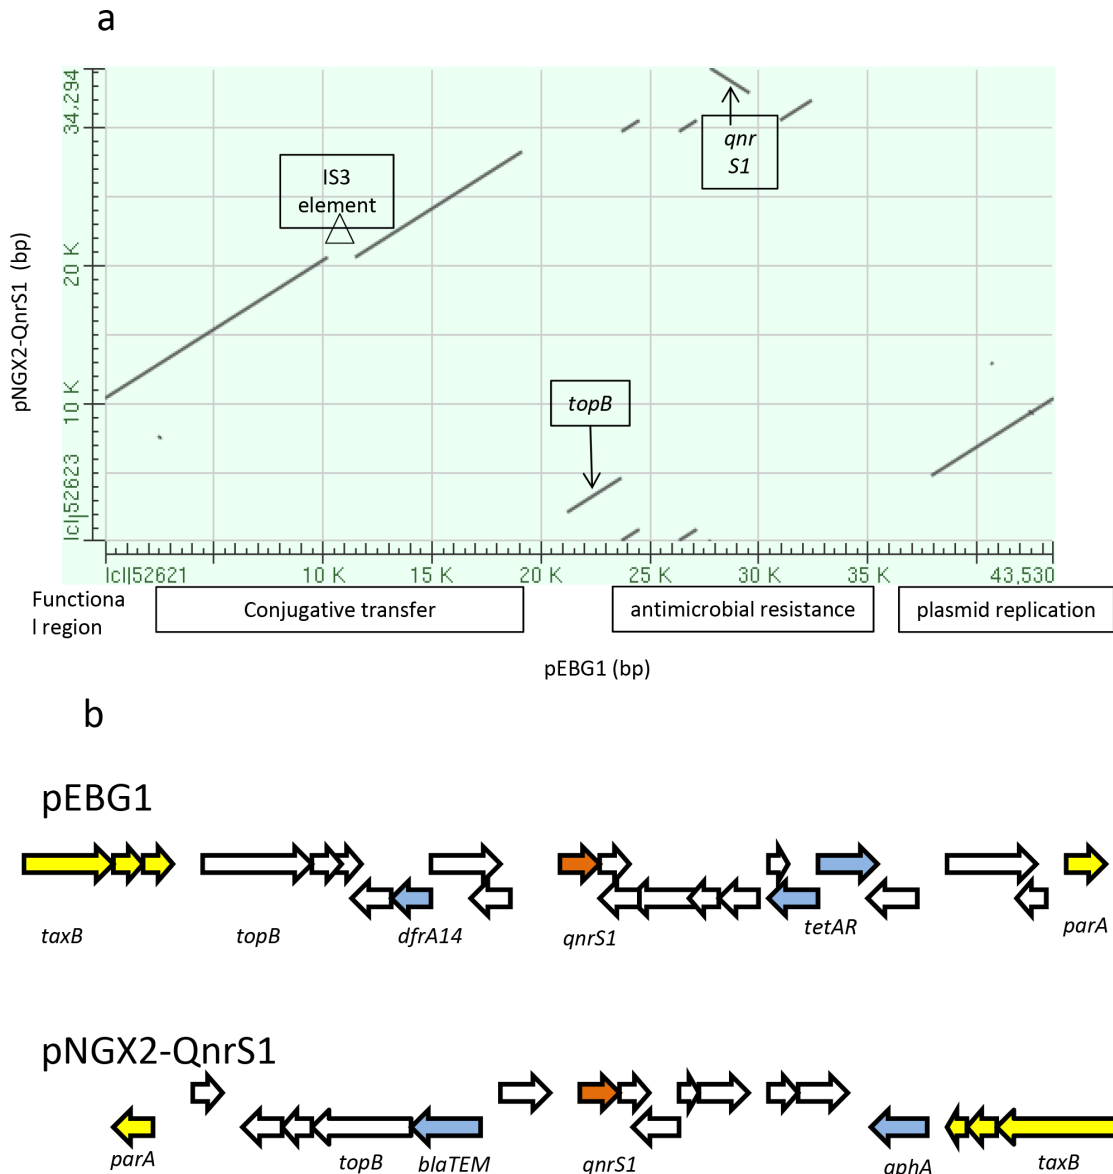 a
34,294
20 K
10 K
lcl|52623
pNGX2-QnrS1 (bp)
IS3
element
qnr
S1
topB
lcl|52621
10 K
15 K
20 K
25 K
30 K
35 K
43,530
Functiona
l region
Conjugative transfer
antimicrobial resistance
plasmid replication
pEBG1 (bp)
b
pEBG1
taxB
topB
dfrA14
qnrS1
tetAR
parA
pNGX2-QnrS1
parA
topB
blaTEM
qnrS1
aphA
taxB